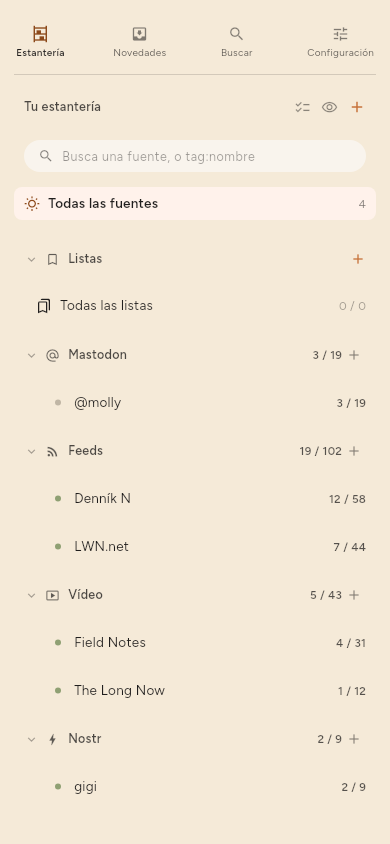 Estantería Novedades Buscar Configuración
Tu estantería
Busca una fuente, o tag:nombre
Todas las fuentes 4
Listas
Todas las listas 0 / 0
Mastodon 3 / 19
@molly 3 / 19
Feeds 19 / 102
Denník N 12 / 58
LWN.net 7 / 44
Vídeo 5 / 43
Field Notes 4 / 31
The Long Now 1 / 12
Nostr 2 / 9
gigi 2 / 9